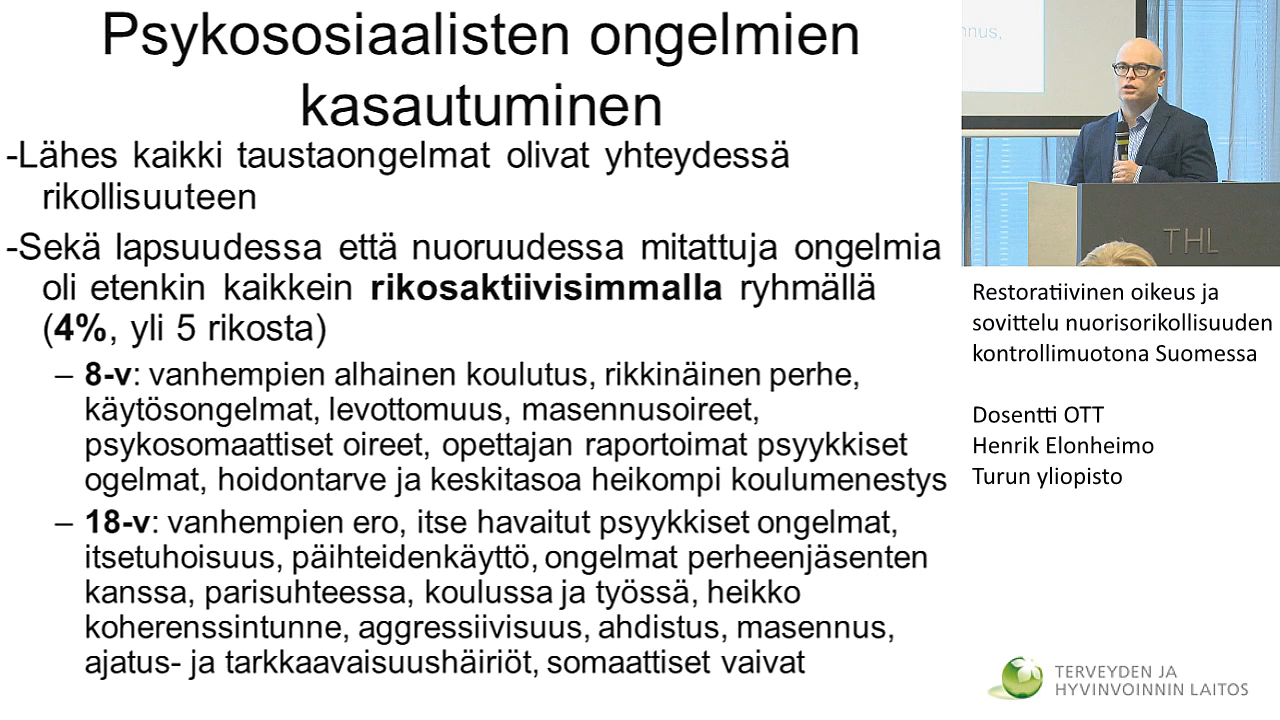 Psykososiaalisten ongelmien
kasautuminen
-Lähes kaikki taustaongelmat olivat yhteydessä
rikollisuuteen
-Sekä lapsuudessa että nuoruudessa mitattuja ongelmia
oli etenkin kaikkein rikosaktiivisimmalla ryhmällä
(4%, yli 5 rikosta)
– 8-v: vanhempien alhainen koulutus, rikkinäinen perhe,
käytösongelmat, levottomuus, masennusoireet,
psykosomaattiset oireet, opettajan raportoimat psyykkiset
ogelmat, hoidontarve ja keskitasoa heikompi koulumenestys
– 18-v: vanhempien ero, itse havaitut psyykkiset ongelmat,
itsetuhoisuus, päihteidenkäyttö, ongelmat perheenjäsenten
kanssa, parisuhteessa, koulussa ja työssä, heikko
koherenssintunne, aggressiivisuus, ahdistus, masennus,
ajatus- ja tarkkaavaisuushäiriöt, somaattiset vaivat
nnus,
THL
Restoratiivinen oikeus ja
sovittelu nuorisorikollisuuden
kontrollimuotona Suomessa
Dosentti OTT
Henrik Elonheimo
Turun yliopisto
TERVEYDEN JA
HYVINVOINNIN LAITOS